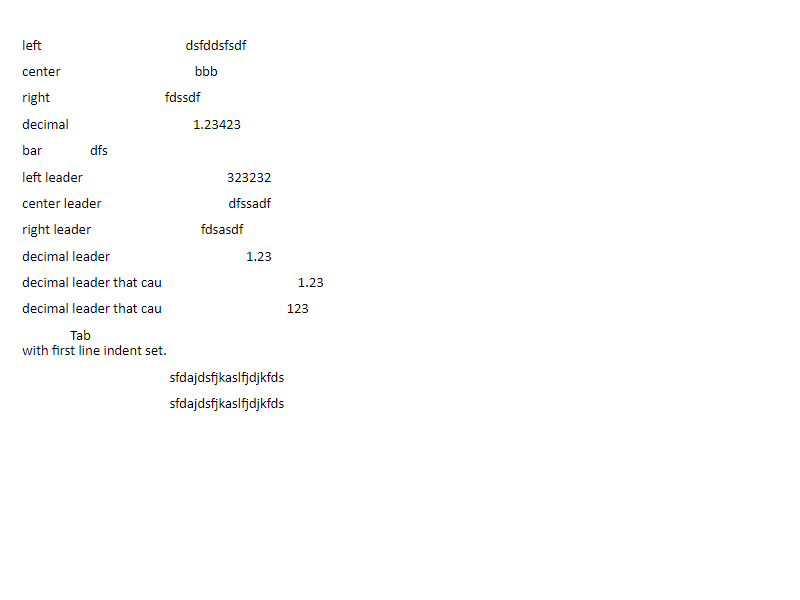 left dsfddsfsdf
center bbb
right fdssdf
decimal 1.23423
bar dfs
left leader 323232
center leader dfssadf
right leader fdsasdf
decimal leader 1.23
decimal leader that cau 1.23
decimal leader that cau 123
Tab
with first line indent set.
sfdajdsfjkaslfjdjkfds
sfdajdsfjkaslfjdjkfds